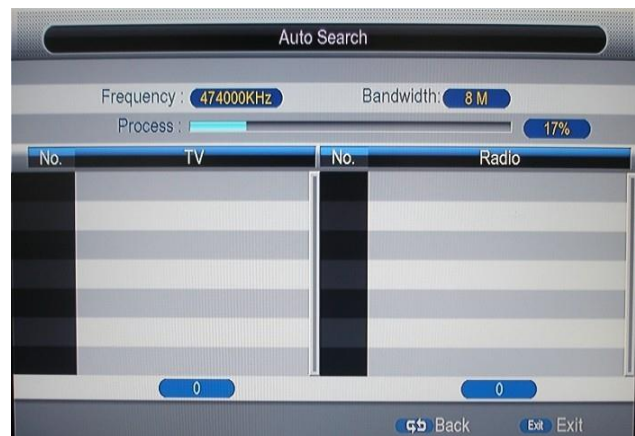 Auto Search
Frequency : 474000KHz Bandwidth: 8 M
Process : 17%
No. TV No. Radio
0 0
Back Exit Exit